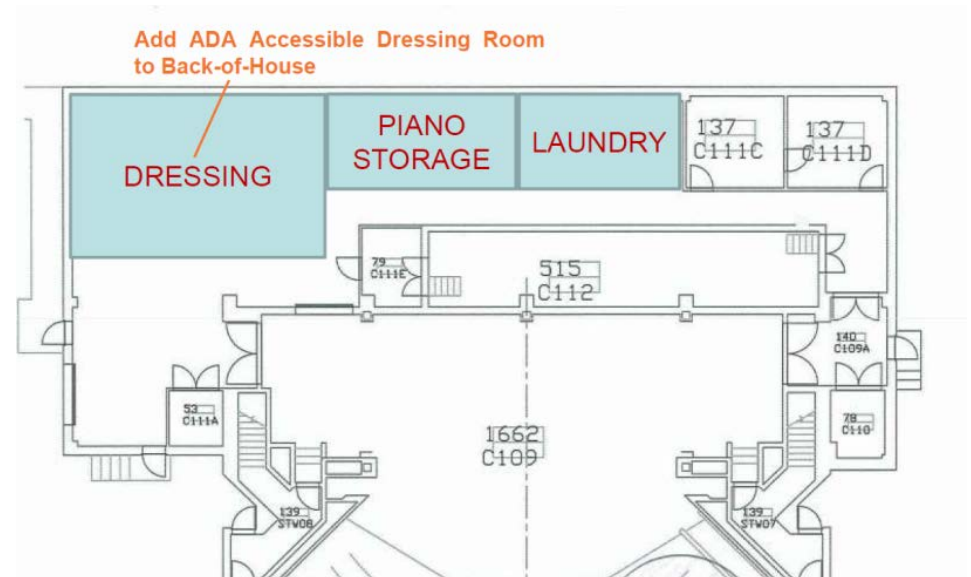 Add ADA Accessible Dressing Room
to Back-of-House
DRESSING
PIANO
STORAGE
LAUNDRY
137
C111C
137
C111D
79
C111E
515
C112
140
C109A
53
C111A
78
C110
1662
C109
139
STW08
139
STW07